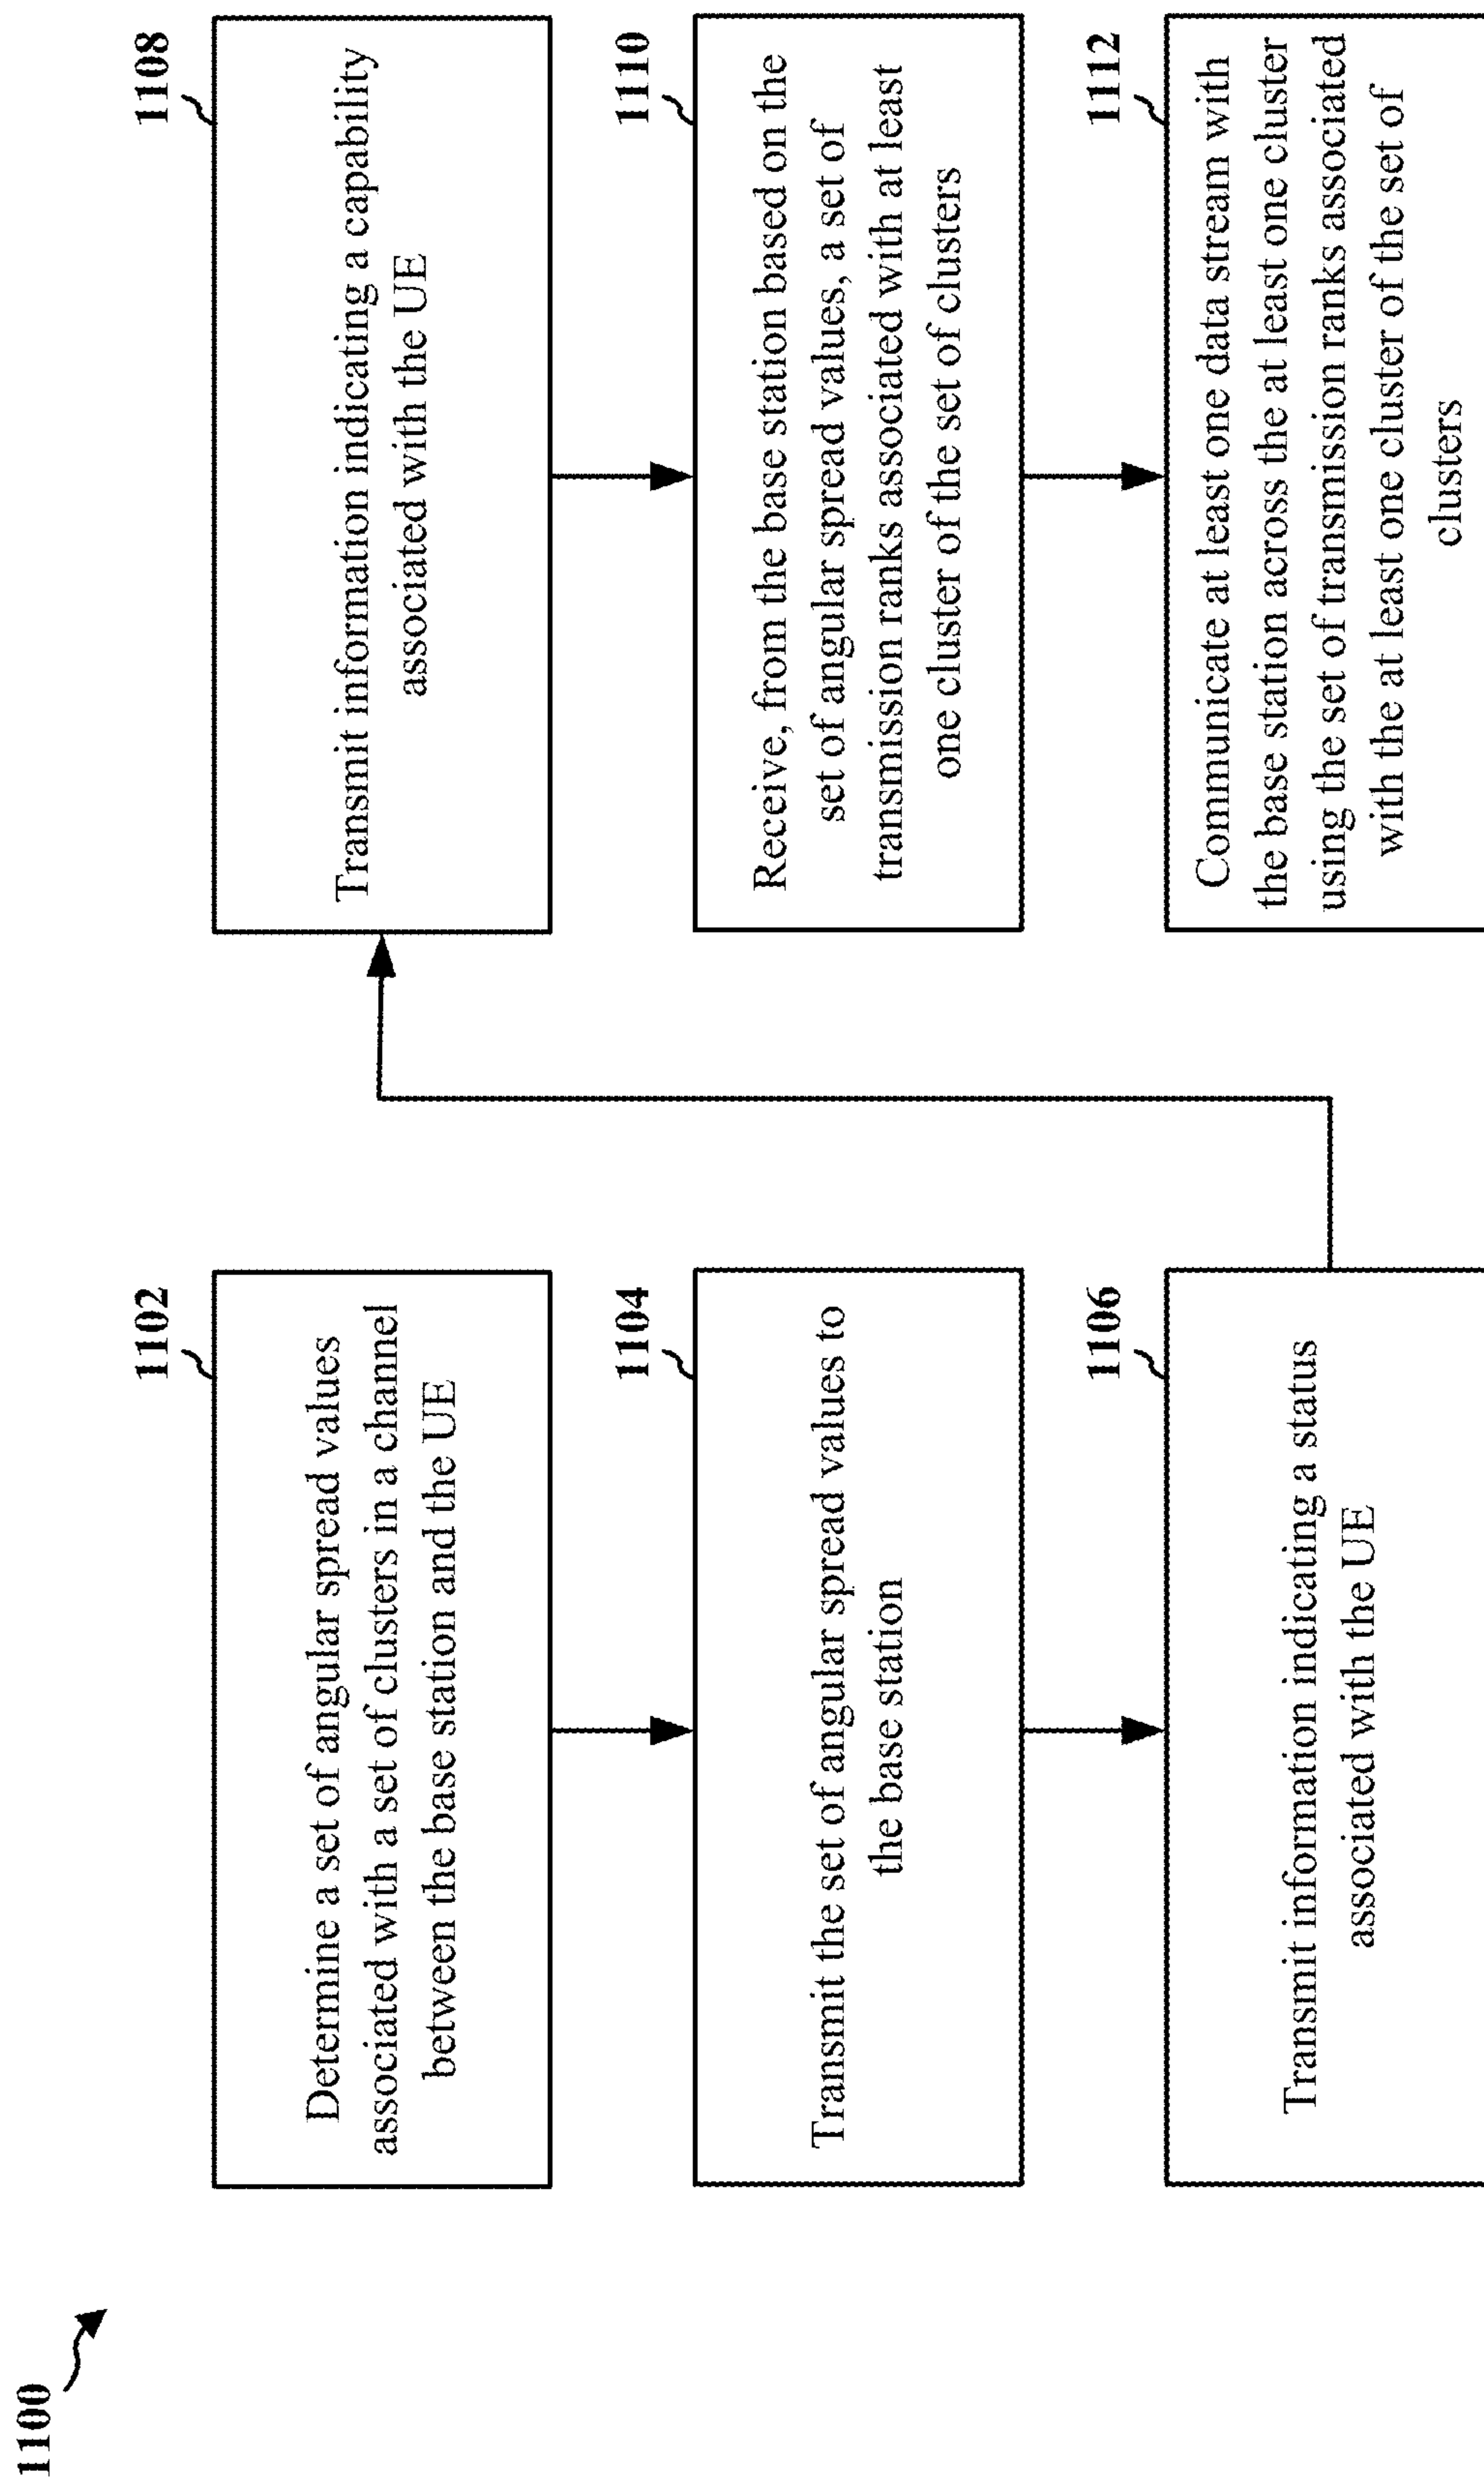 1100
1102
Determine a set of angular spread values
associated with a set of clusters in a channel
between the base station and the UE
1104
Transmit the set of angular spread values to
the base station
1106
Transmit information indicating a status
associated with the UE
1108
Transmit information indicating a capability
associated with the UE
1110
Receive, from the base station based on the
set of angular spread values, a set of
transmission ranks associated with at least
one cluster of the set of clusters
1112
Communicate at least one data stream with
the base station across the at least one cluster
using the set of transmission ranks associated
with the at least one cluster of the set of
clusters